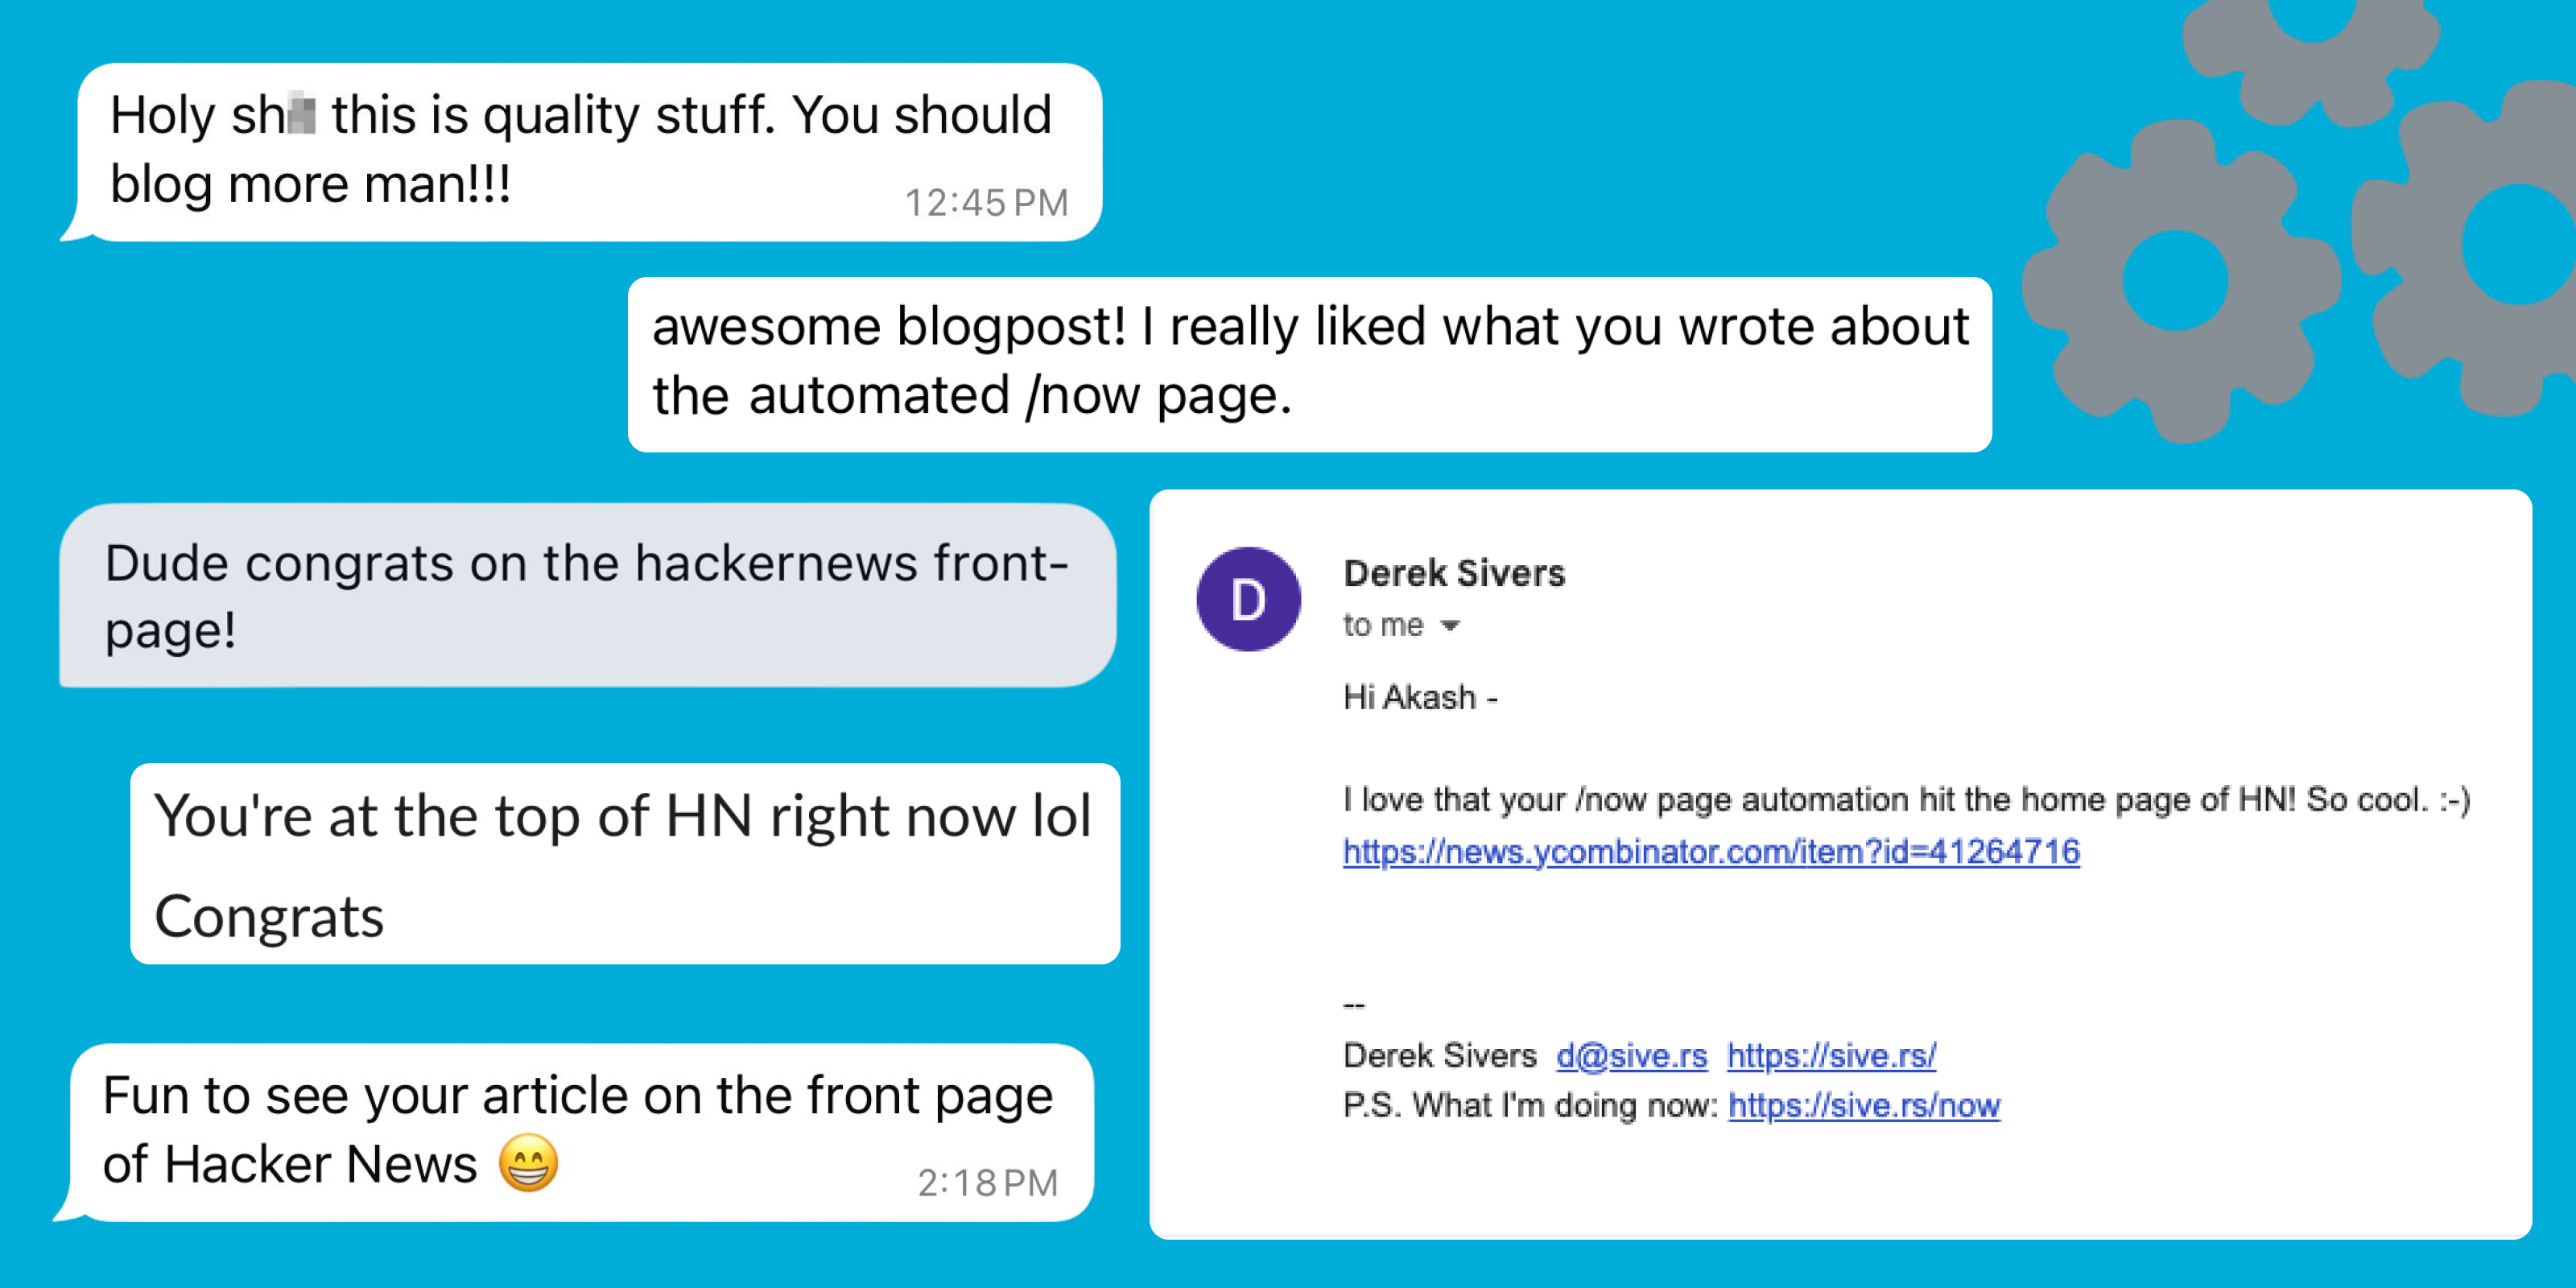 Holy sh this is quality stuff. You should
blog more man!!!
12:45 PM
awesome blogpost! I really liked what you wrote about
the automated /now page.
Dude congrats on the hackernews front-
page!
You're at the top of HN right now lol
Congrats
Fun to see your article on the front page
of Hacker News 😁
2:18 PM
D
Derek Sivers
to me
Hi Akash -
I love that your /now page automation hit the home page of HN! So cool. :-)
https://news.ycombinator.com/item?id=41264716
--
Derek Sivers d@sive.rs https://sive.rs/
P.S. What I'm doing now: https://sive.rs/now